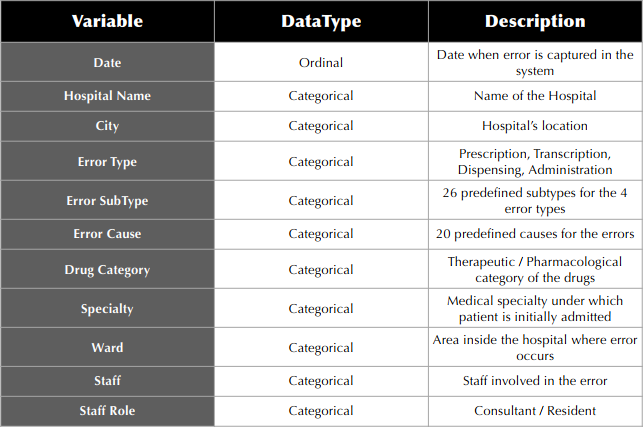 Variable DataType Description
Date Ordinal Date when error is captured in the
system
Hospital Name Categorical Name of the Hospital
City Categorical Hospital's location
Error Type Categorical Prescription, Transcription,
Dispensing, Administration
Error SubType Categorical 26 predefined subtypes for the 4
error types
Error Cause Categorical 20 predefined causes for the errors
Drug Category Categorical Therapeutic / Pharmacological
category of the drugs
Specialty Categorical Medical specialty under which
patient is initially admitted
Ward Categorical Area inside the hospital where error
occurs
Staff Categorical Staff involved in the error
Staff Role Categorical Consultant / Resident